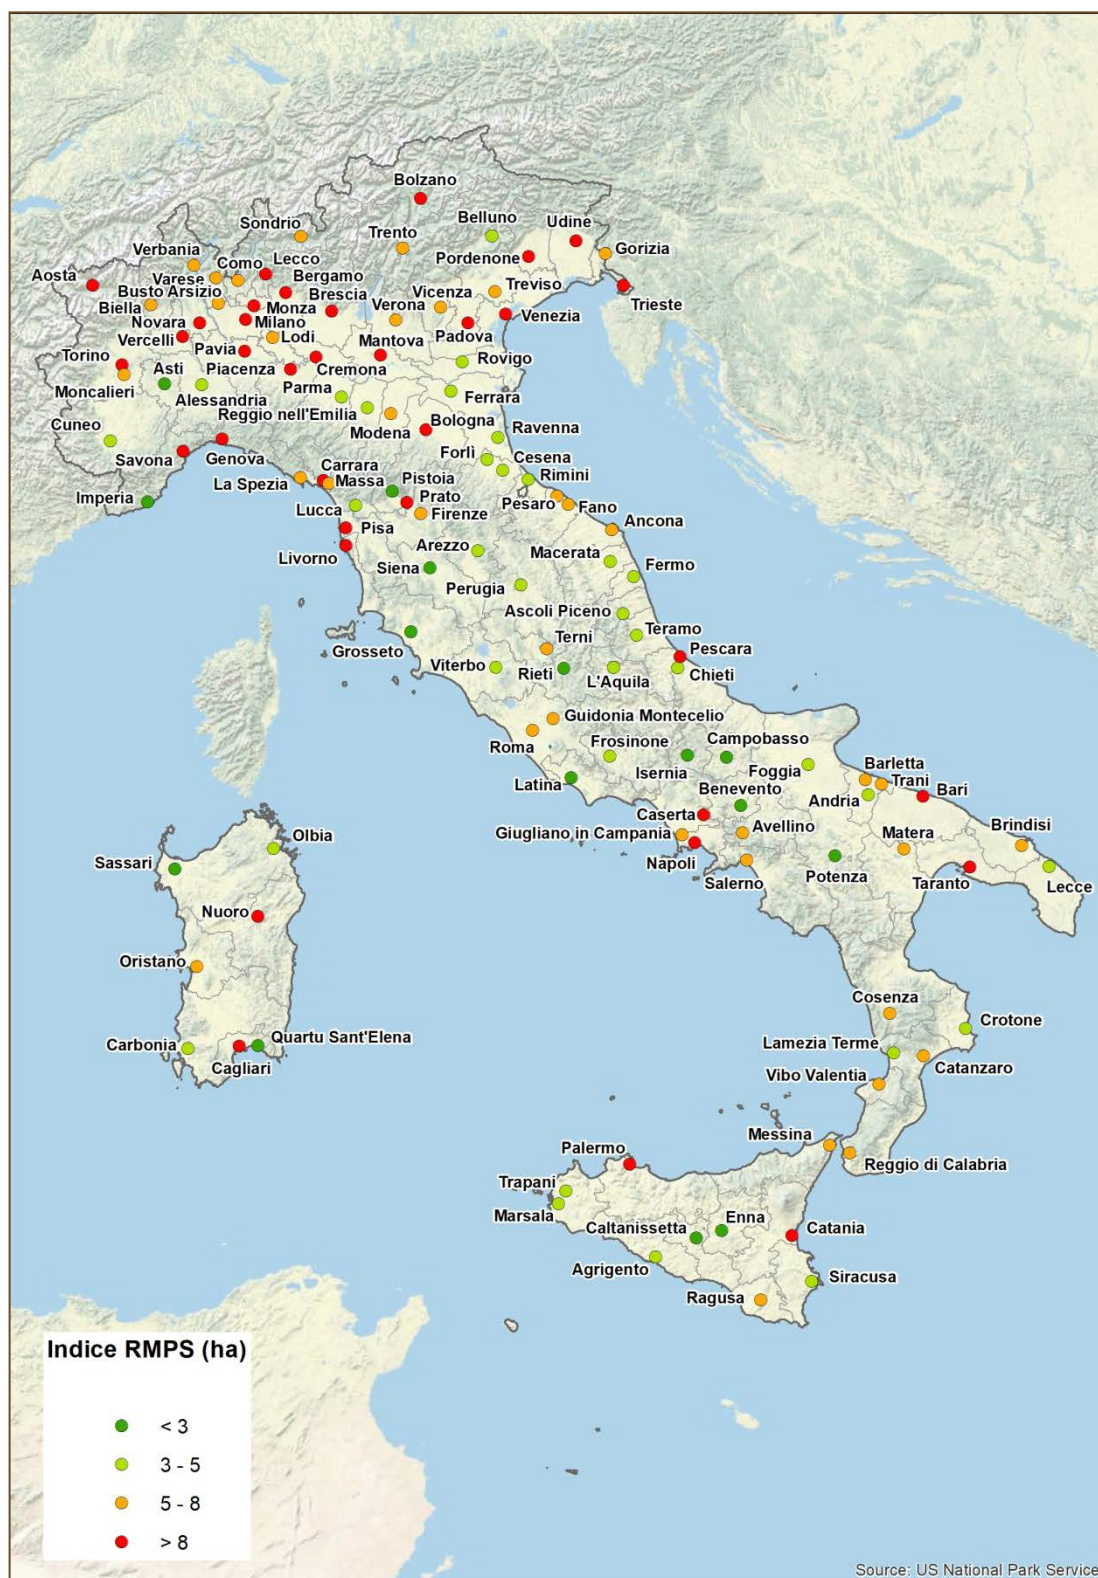 Bolzano
Sondrio
Belluno
Udine
Trento
Verbania
Gorizia
Como
Lecco
Pordenone
Aosta
Varese
Bergamo
Busto Arsizio
Brescia
Vicenza
Treviso
Trieste
Biella
Monza
Verona
Venezia
Novara
Milano
Vercelli
Lodi
Mantova
Padova
Torino
Pavia
Rovigo
Asti
Piacenza
Cremona
Moncalieri
Parma
Alessandria
Ferrara
Reggio nell'Emilia
Cuneo
Modena
Bologna
Ravenna
Savona
Genova
Forlì
Cesena
Carrara
La Spezia
Massa
Pistoia
Rimini
Imperia
Prato
Pesaro
Fano
Lucca
Firenze
Pisa
Ancona
Livorno
Arezzo
Macerata
Siena
Fermo
Perugia
Ascoli Piceno
Teramo
Grosseto
Terni
Pescara
Viterbo
Rieti
L'Aquila
Chieti
Guidonia Montecelio
Roma
Frosinone
Campobasso
Isernia
Foggia
Barletta
Latina
Trani
Benevento
Andria
Bari
Caserta
Giugliano in Campania
Avellino
Matera
Brindisi
Olbia
Sassari
Napoli
Salerno
Potenza
Taranto
Lecce
Nuoro
Oristano
Cosenza
Crotone
Quartu Sant'Elena
Carbonia
Lamezia Terme
Cagliari
Catanzaro
Vibo Valentia
Messina
Palermo
Reggio di Calabria
Trapani
Marsala
Enna
Caltanissetta
Catania
Agrigento
Siracusa
Ragusa
Indice RMPS (ha)
< 3
3 - 5
5 - 8
> 8
Source: US National Park Service